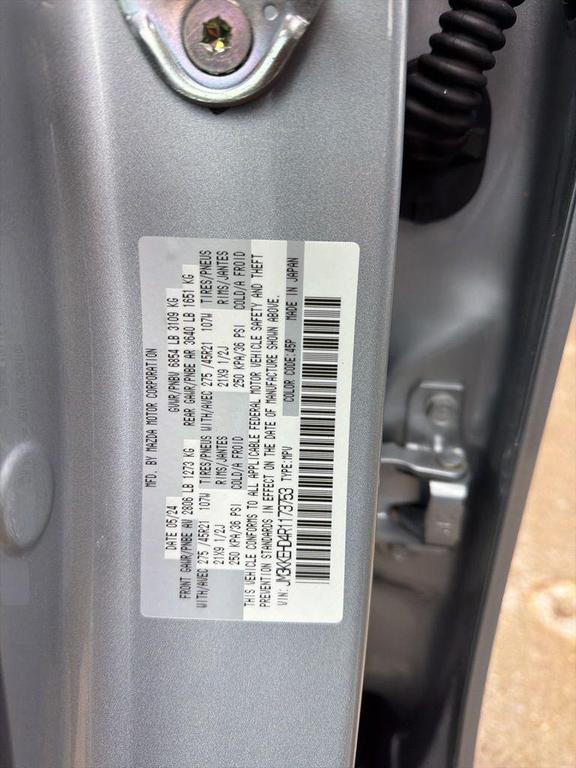 MFD. BY MAZDA MOTOR CORPORATION
DATE 05/24 GVWR/PNBV 6854 LB 3109 KG
FRONT GAWR/PNBE AV 2806 LB 1273 KG REAR GAWR/PNBE AR 3640 LB 1651 KG
WITH/AVEC 275 /45R21 107W TIRES/PNEUS WITH/AVEC 275 /45R21 107W TIRES/PNEUS
21X9 1/2J RIMS/JANTES 21X9 1/2J RIMS/JANTES
250 KPA/36 PSI COLD/A FROID 250 KPA/36 PSI COLD/A FROID
THIS VEHICLE CONFORMS TO ALL APPLICABLE FEDERAL MOTOR VEHICLE SAFETY AND THEFT
PREVENTION STANDARDS IN EFFECT ON THE DATE OF MANUFACTURE SHOWN ABOVE.
VIN: JM3KKEHD4R1173753 TYPE:MPV COLOR CODE:46P MADE IN JAPAN